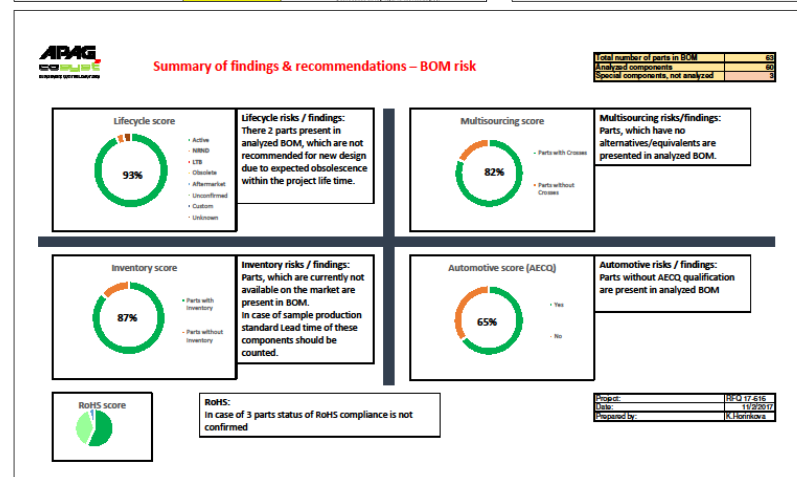 APAG
cosyst
Summary of findings & recommendations – BOM risk
Total number of parts in BOM 63
Analyzed components 60
Special components, not analyzed 3
Lifecycle score
93%
• Active
• NRND
• LTB
• Obsolete
• Aftermarket
• Unconfirmed
• Custom
• Unknown
Lifecycle risks / findings:
There 2 parts present in
analyzed BOM, which are not
recommended for new design
due to expected obsolescence
within the project life time.
Multisourcing score
82%
• Parts with Crosses
• Parts without
Crosses
Multisourcing risks/findings:
Parts, which have no
alternatives/equivalents are
presented in analyzed BOM.
Inventory score
87%
• Parts with
Inventory
• Parts without
Inventory
Inventory risks / findings:
Parts, which are currently not
available on the market are
present in BOM.
In case of sample production
standard Lead time of these
components should be
counted.
Automotive score (AECQ)
65%
• Yes
• No
Automotive risks / findings:
Parts without AECQ qualification
are present in analyzed BOM
RoHS score
RoHS:
In case of 3 parts status of RoHS compliance is not
confirmed
Project: RFQ 17-616
Date: 11/2/2017
Prepared by: K.Horinkova